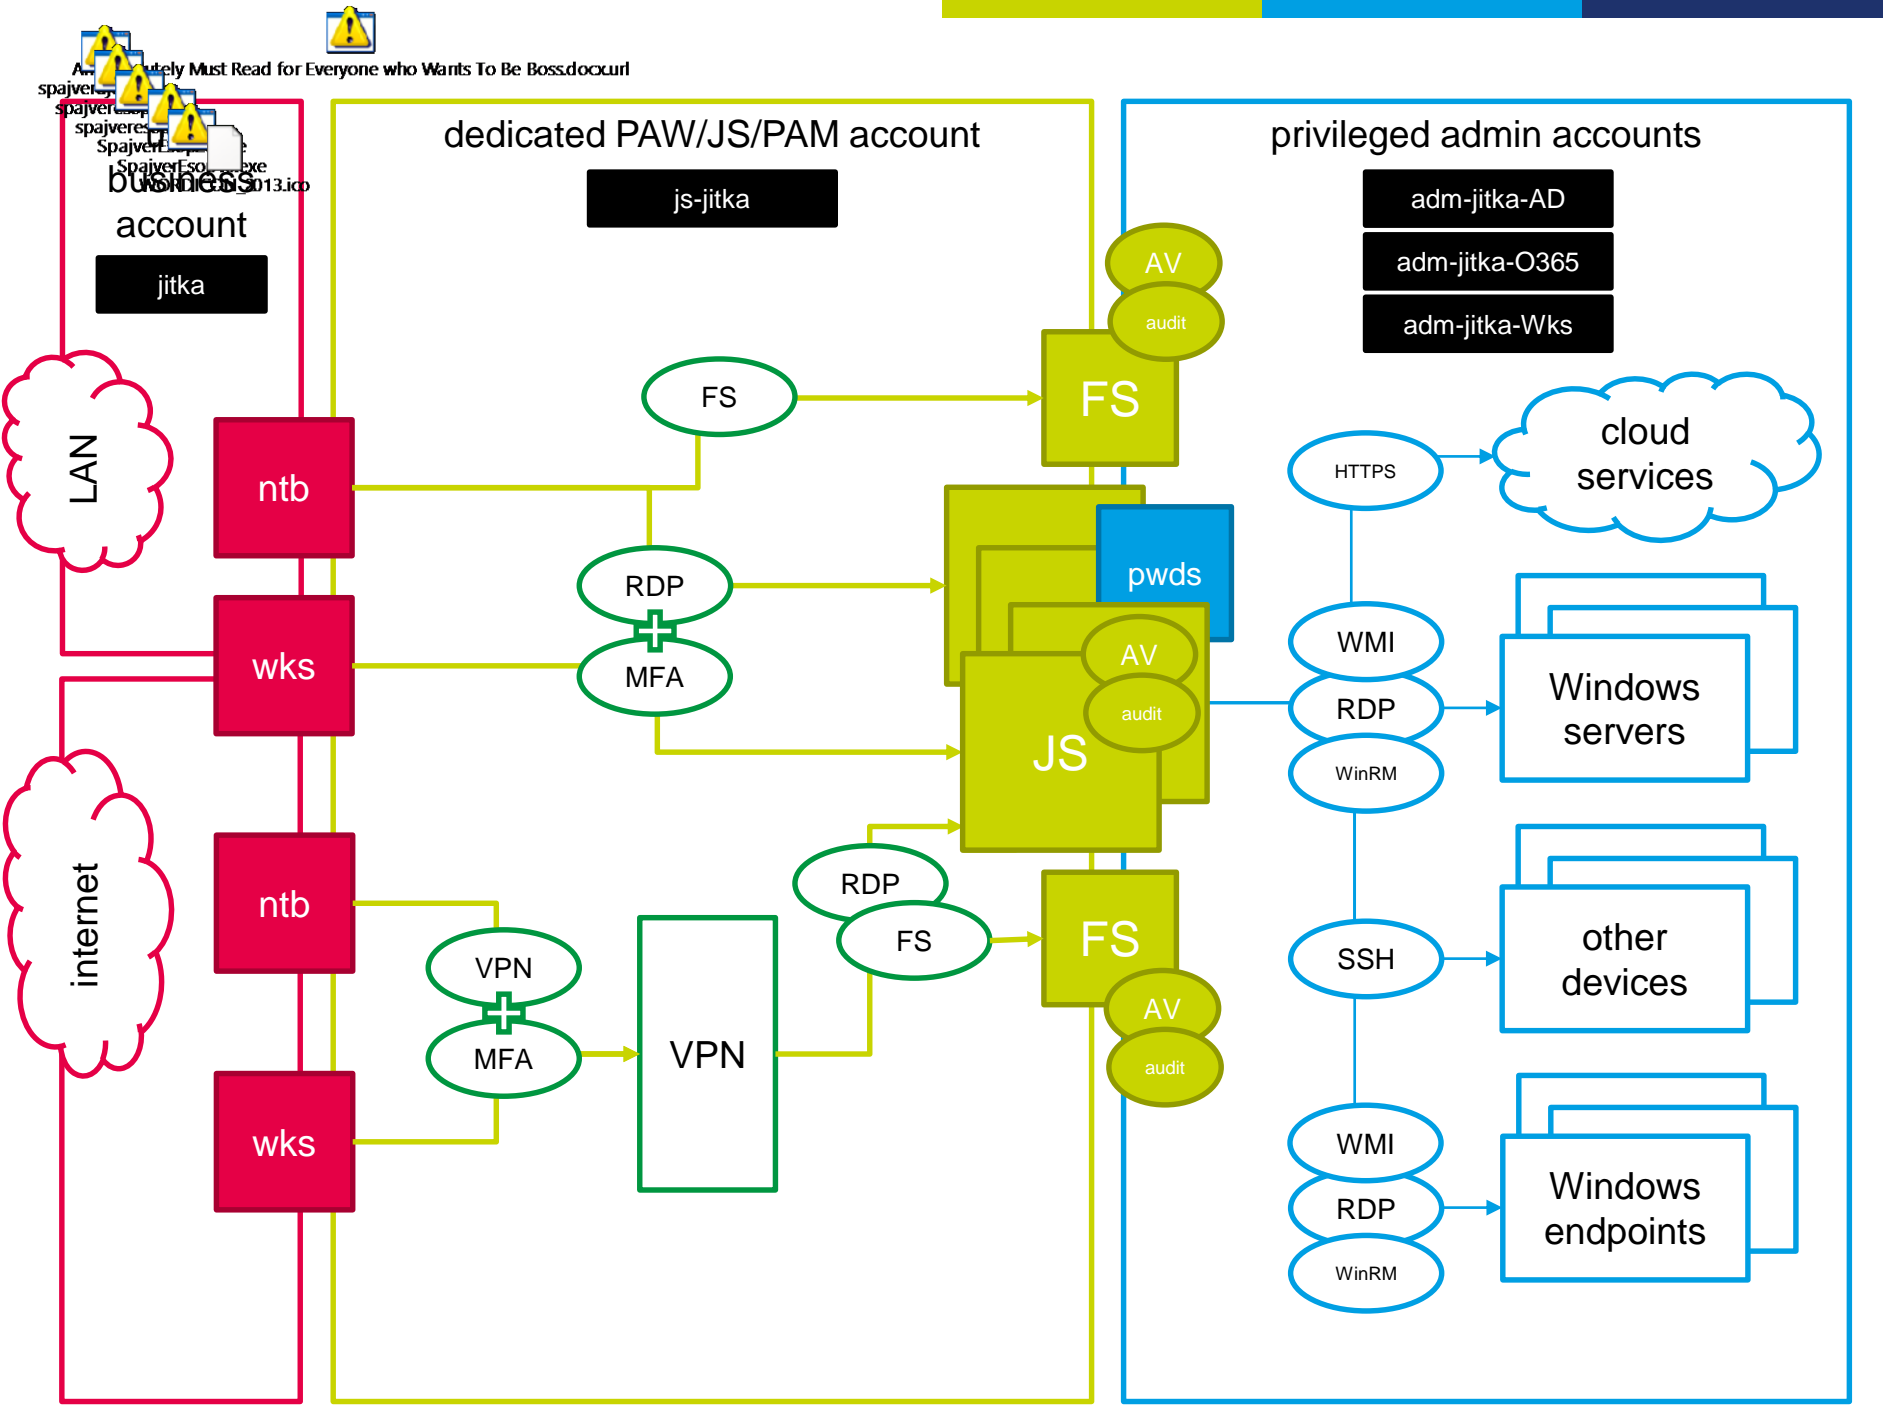 Must Read for Everyone who Wants To Be Boss.docx.url
WORDICON_2013.ico
business
account
jitka
dedicated PAW/JS/PAM account
js-jitka
privileged admin accounts
adm-jitka-AD
adm-jitka-O365
adm-jitka-Wks
LAN
ntb
wks
internet
ntb
wks
FS
RDP
MFA
VPN
MFA
VPN
RDP
FS
AV
audit
FS
pwds
AV
audit
JS
FS
AV
audit
HTTPS
cloud
services
WMI
RDP
WinRM
Windows
servers
SSH
other
devices
WMI
RDP
WinRM
Windows
endpoints